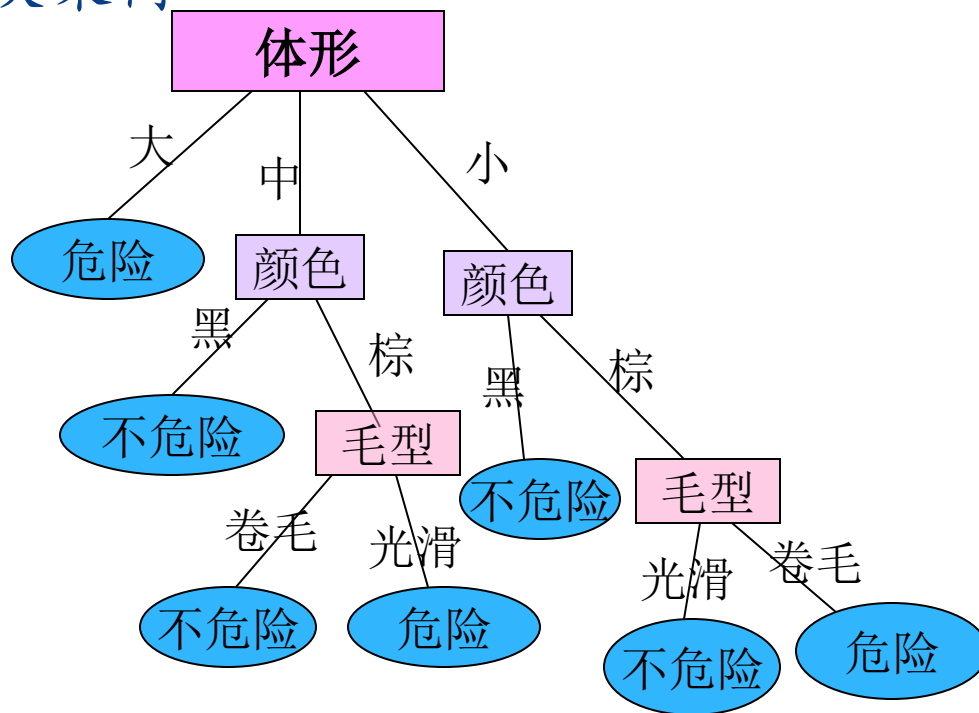 体形
大
中
小
危险
颜色
颜色
黑
棕
黑
棕
不危险
毛型
不危险
毛型
卷毛
光滑
光滑
卷毛
不危险
危险
不危险
危险